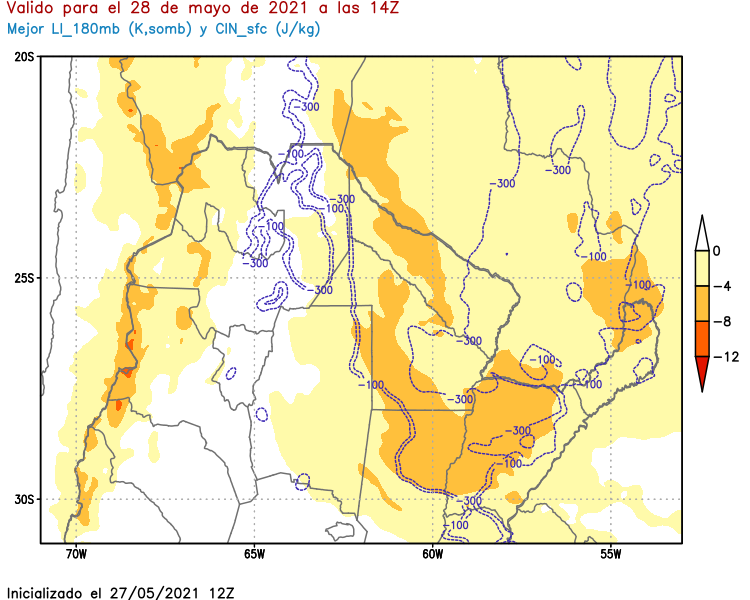 Valido para el 28 de mayo de 2021 a las 14Z
Mejor LI_180mb (K,somb) y CIN_sfc (J/kg)
20S
-300
-100
-300
-300
-300
100
100
-300
-100
25S
-300
-100
-300
-100
-100
-100
-300
-300
-100
-300
-100
30S
70W
65W
60W
55W
0
-4
-8
-12
Inicializado el 27/05/2021 12Z